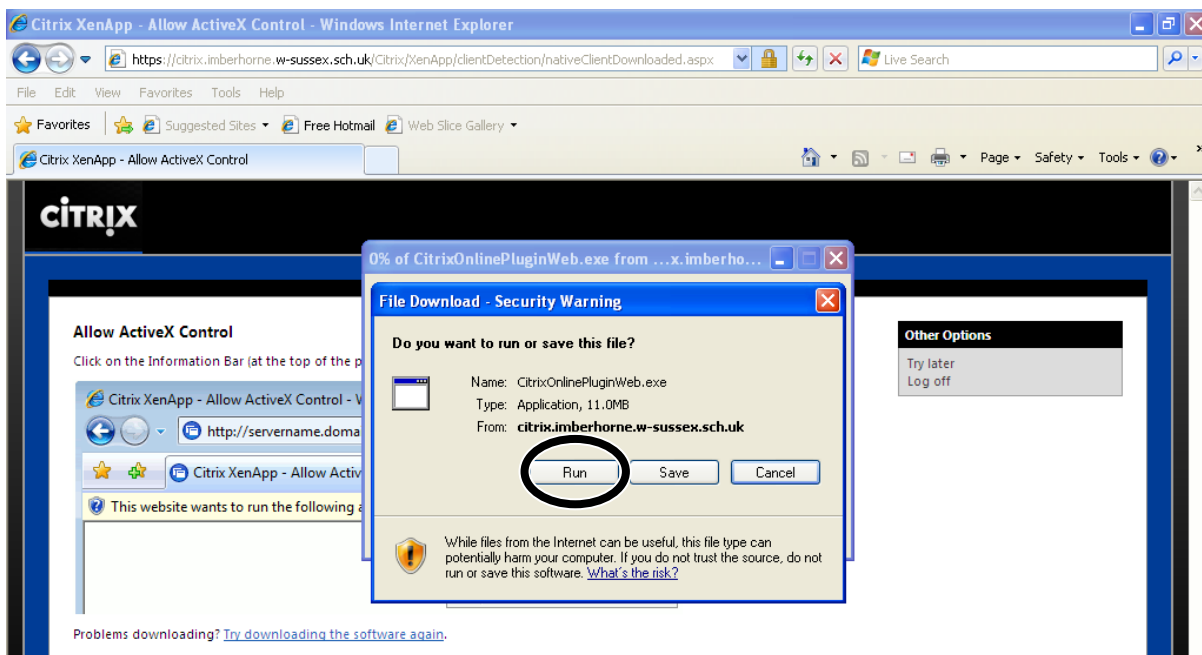 Citrix XenApp - Allow ActiveX Control - Windows Internet Explorer
https://citrix.imberhorne.w-sussex.sch.uk/Citrix/XenApp/clientDetection/nativeClientDownloaded.aspx
Live Search
File Edit View Favorites Tools Help
Favorites Suggested Sites Free Hotmail Web Slice Gallery
Citrix XenApp - Allow ActiveX Control
Page Safety Tools
CİTRIX
0% of CitrixOnlinePluginWeb.exe from ...x.imberho...
File Download - Security Warning
Do you want to run or save this file?
Name: CitrixOnlinePluginWeb.exe
Type: Application, 11.0MB
From: citrix.imberhorne.w-sussex.sch.uk
Run Save Cancel
While files from the Internet can be useful, this file type can
potentially harm your computer. If you do not trust the source, do not
run or save this software. What's the risk?
Allow ActiveX Control
Click on the Information Bar (at the top of the p
Citrix XenApp - Allow ActiveX Control - W
http://servername.doma
Citrix XenApp - Allow Activ
This website wants to run the following a
Problems downloading? Try downloading the software again.
Other Options
Try later
Log off